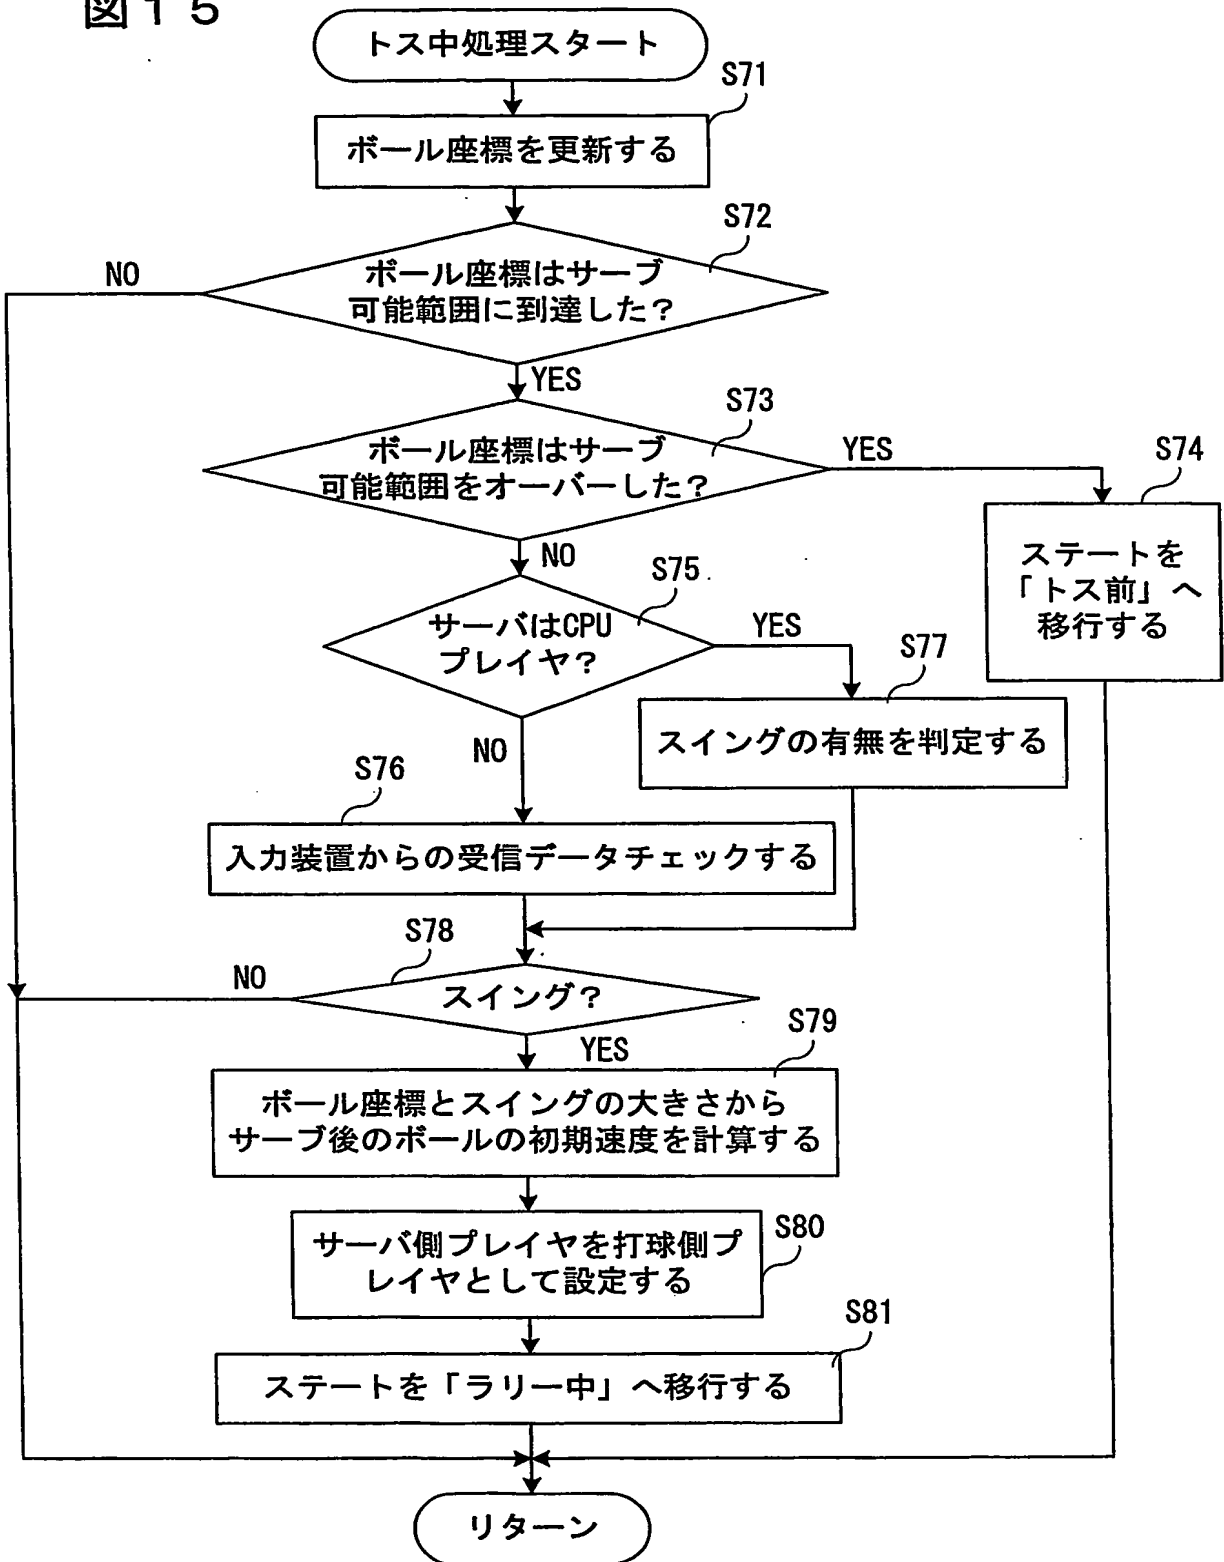 図15
トス中処理スタート
S71
ボール座標を更新する
S72
NO
ボール座標はサーブ
可能範囲に到達した?
YES
S73
ボール座標はサーブ
可能範囲をオーバーした?
YES
S74
ステートを
「トス前」へ
移行する
NO
S75
サーバはCPU
プレイヤ?
YES
S77
スイングの有無を判定する
NO
S76
入力装置からの受信データチェックする
S78
NO
スイング?
YES
S79
ボール座標とスイングの大きさから
サーブ後のボールの初期速度を計算する
S80
サーバ側プレイヤを打球側プ
レイヤとして設定する
S81
ステートを「ラリー中」へ移行する
リターン